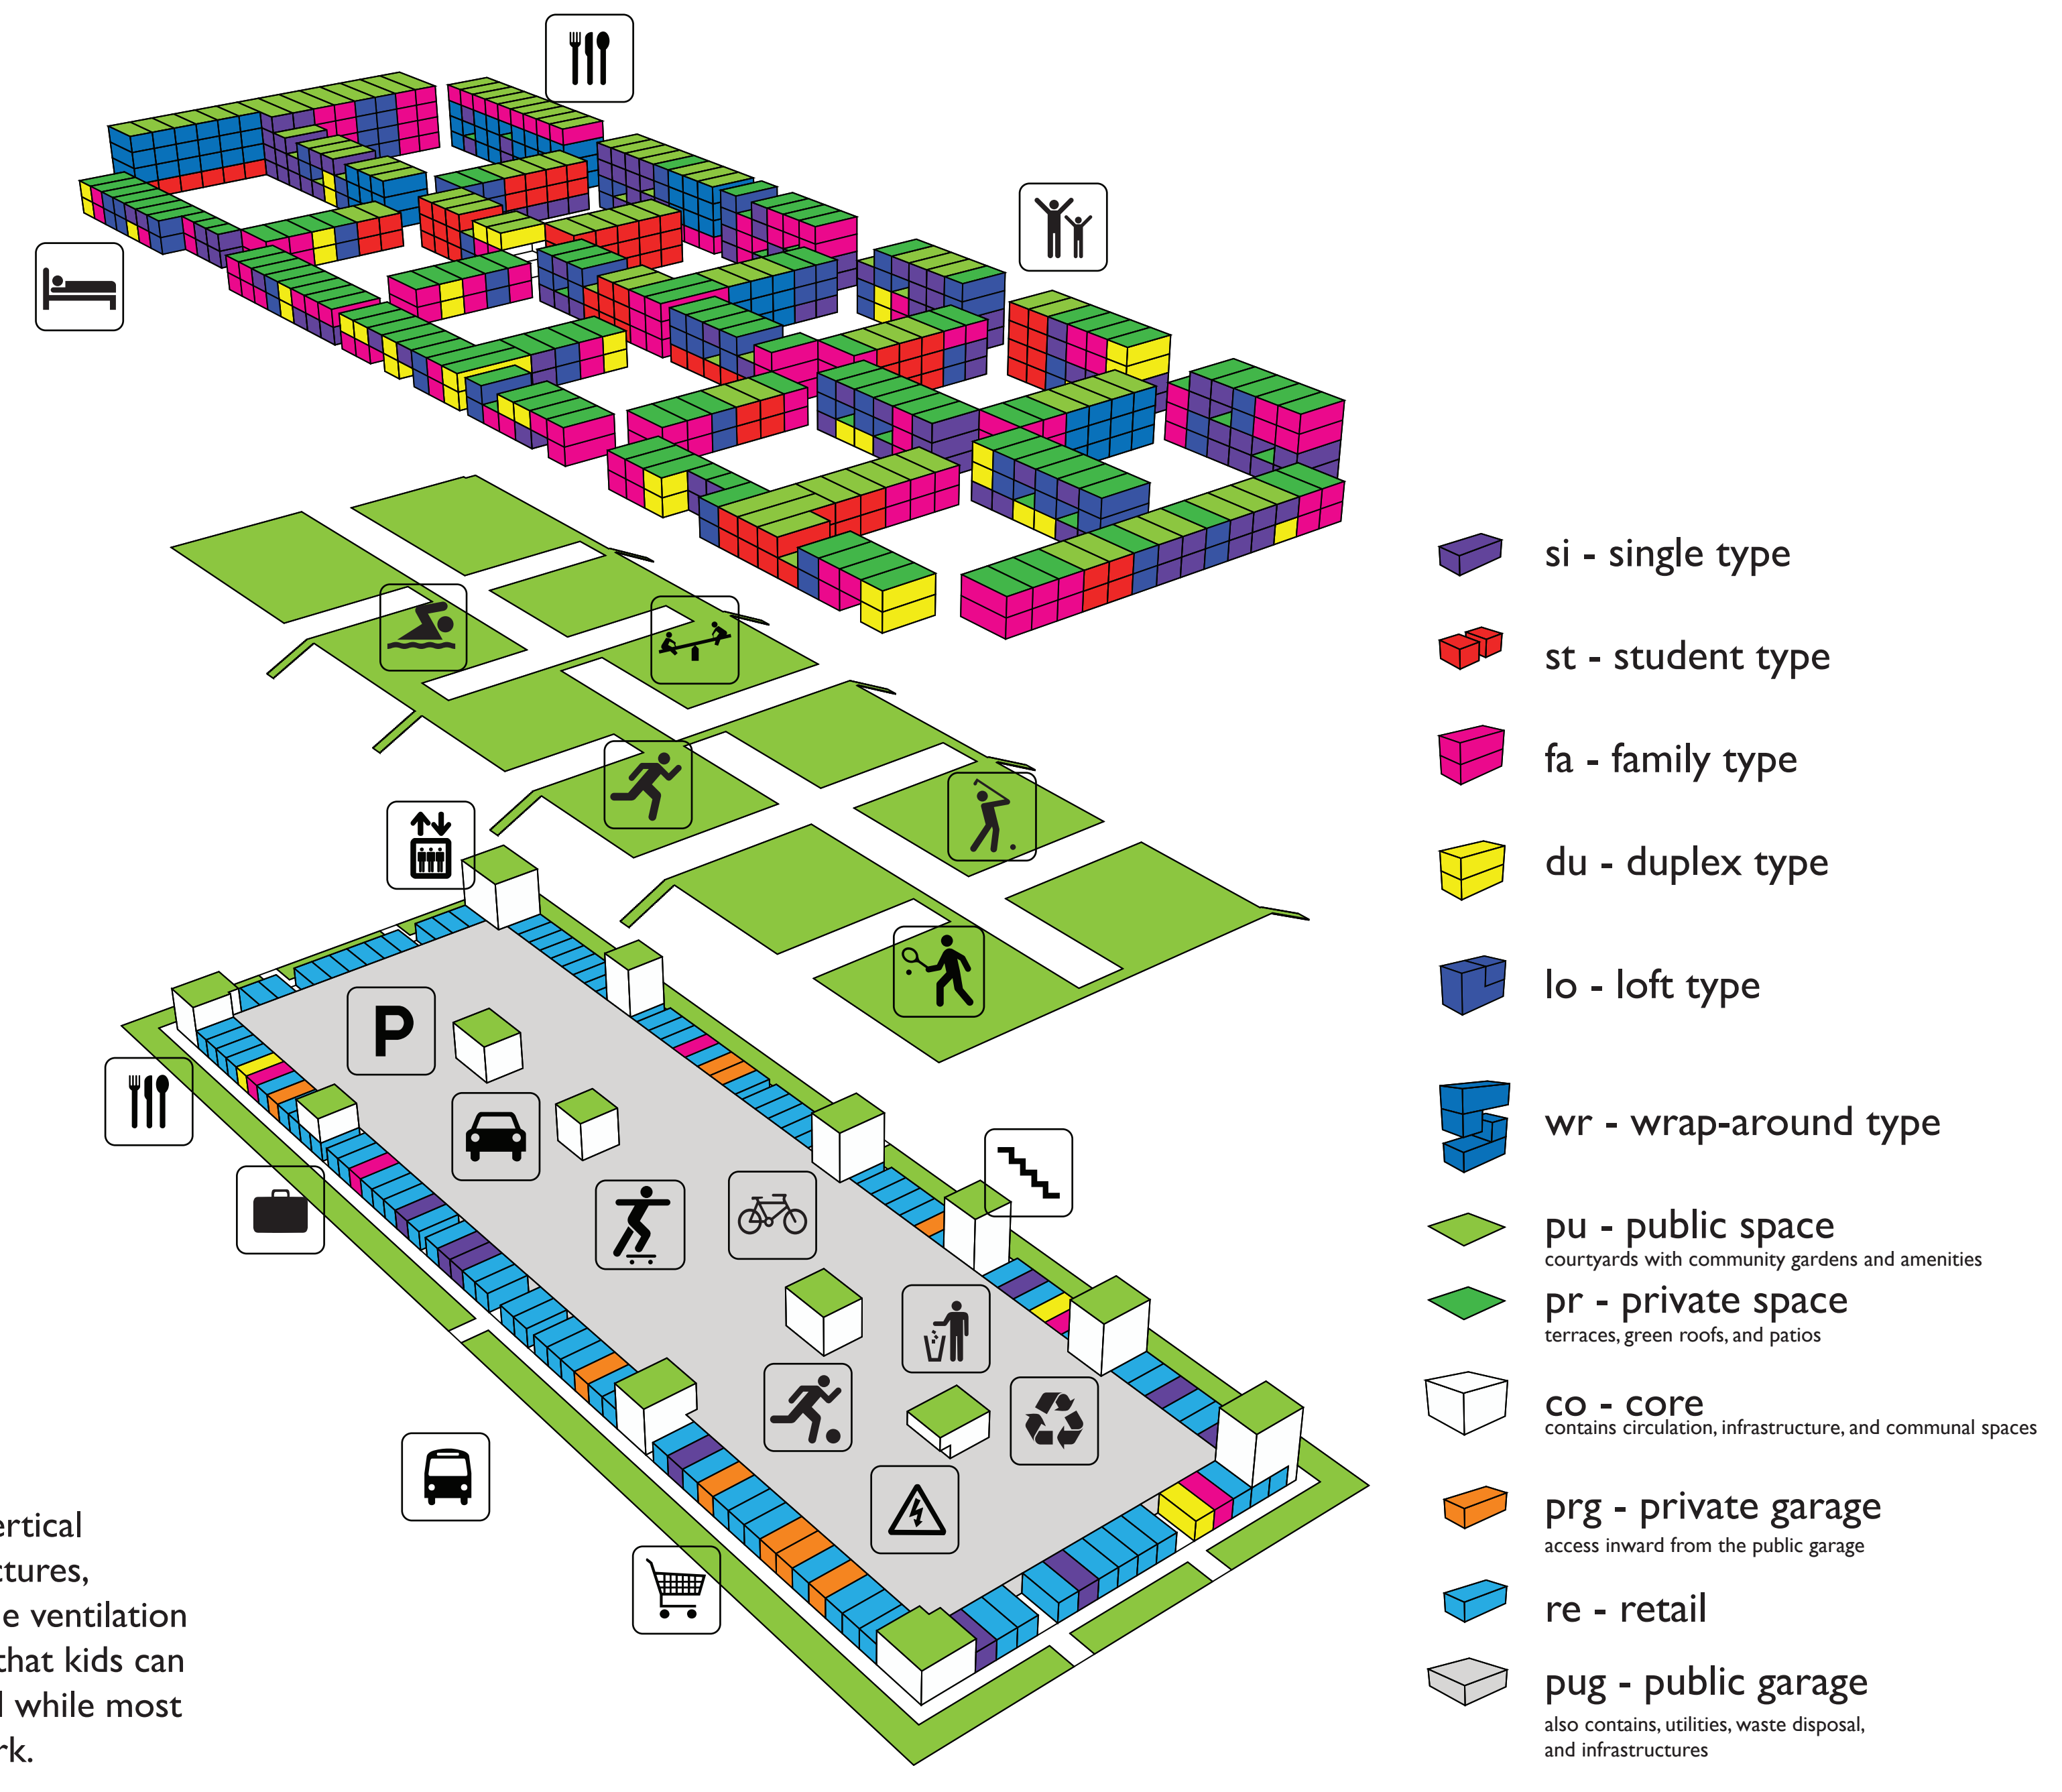 si - single type
st - student type
fa - family type
du - duplex type
lo - loft type
wr - wrap-around type
pu - public space
courtyards with community gardens and amenities
pr - private space
terraces, green roofs, and patios
co - core
contains circulation, infrastructure, and communal spaces
prg - private garage
access inward from the public garage
re - retail
pug - public garage
also contains, utilities, waste disposal,
and infrastructures
P
ertical
ctures,
e ventilation
that kids can
while most
rk.